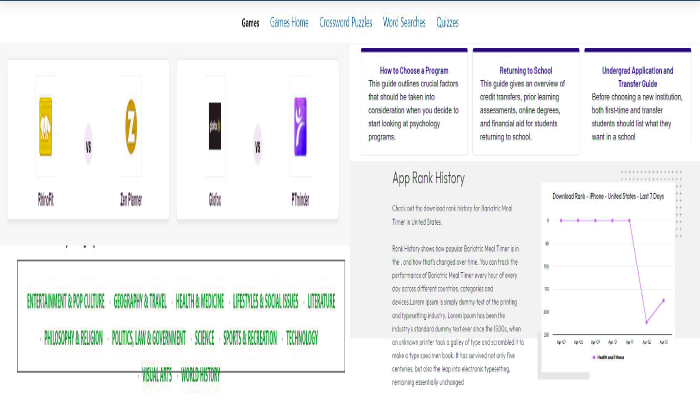 Games Games Home Crossword Puzzles Word Searches Quizzes
vs
RhinoFit
Zen Planner
vs
Glofox
PTminder
ENTERTAINMENT & POP CULTURE · GEOGRAPHY & TRAVEL · HEALTH & MEDICINE · LIFESTYLES & SOCIAL ISSUES · LITERATURE
· PHILOSOPHY & RELIGION · POLITICS, LAW & GOVERNMENT · SCIENCE · SPORTS & RECREATION · TECHNOLOGY
· VISUAL ARTS · WORLD HISTORY
How to Choose a Program
This guide outlines crucial factors
that should be taken into
consideration when you decide to
start looking at psychology
programs.
Returning to School
This guide gives an overview of
credit transfers, prior learning
assessments, online degrees,
and financial aid for students
returning to school.
Undergrad Application and
Transfer Guide
Before choosing a new institution,
both first-time and transfer
students should list what they
want in a school
App Rank History
Check out the download rank history for Bariatric Meal
Timer in United States.
Rank History shows how popular Bariatric Meal Timer is in
the , and how that's changed over time. You can track the
performance of Bariatric Meal Timer every hour of every
day across different countries, categories and
devices.Lorem Ipsum is simply dummy text of the printing
and typesetting industry. Lorem Ipsum has been the
industry's standard dummy text ever since the 1500s, when
an unknown printer took a galley of type and scrambled it to
make a type specimen book. It has survived not only five
centuries, but also the leap into electronic typesetting,
remaining essentially unchanged
Download Rank - iPhone - United States - Last 7 Days
Health and Fitness